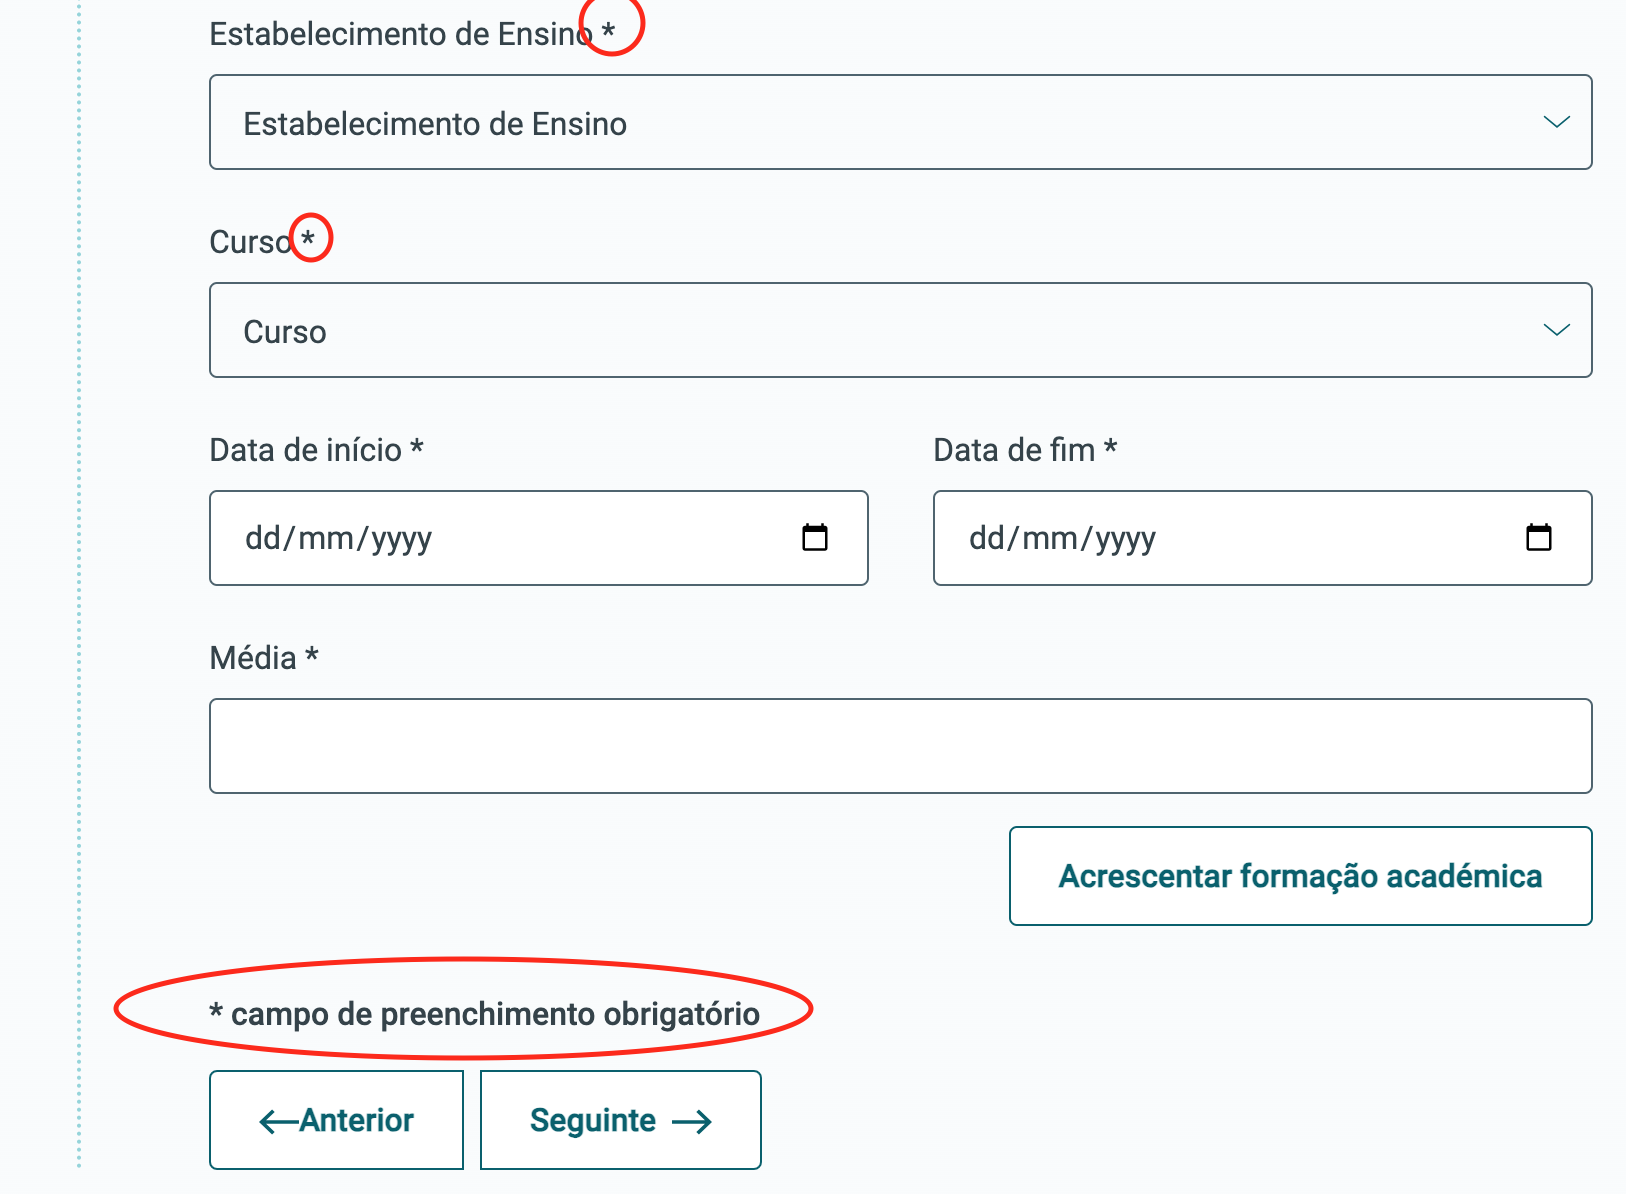 Estabelecimento de Ensino *
Estabelecimento de Ensino
Curso *
Curso
Data de início * Data de fim *
dd/mm/yyyy dd/mm/yyyy
Média *
Acrescentar formação académica
* campo de preenchimento obrigatório
←Anterior Seguinte →